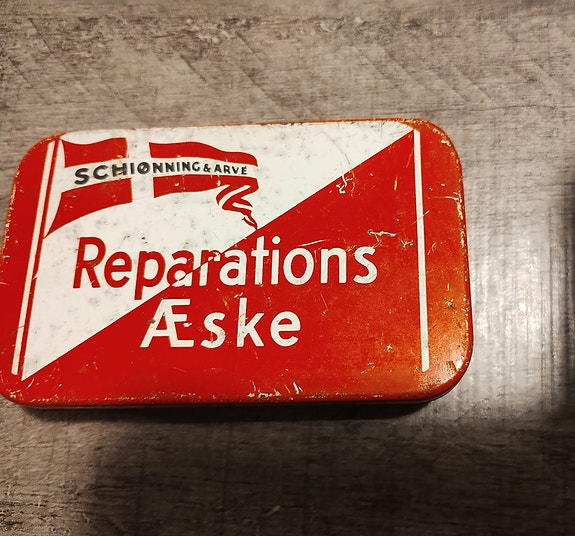 SCHIØNNING & ARVE
Reparations
Æske